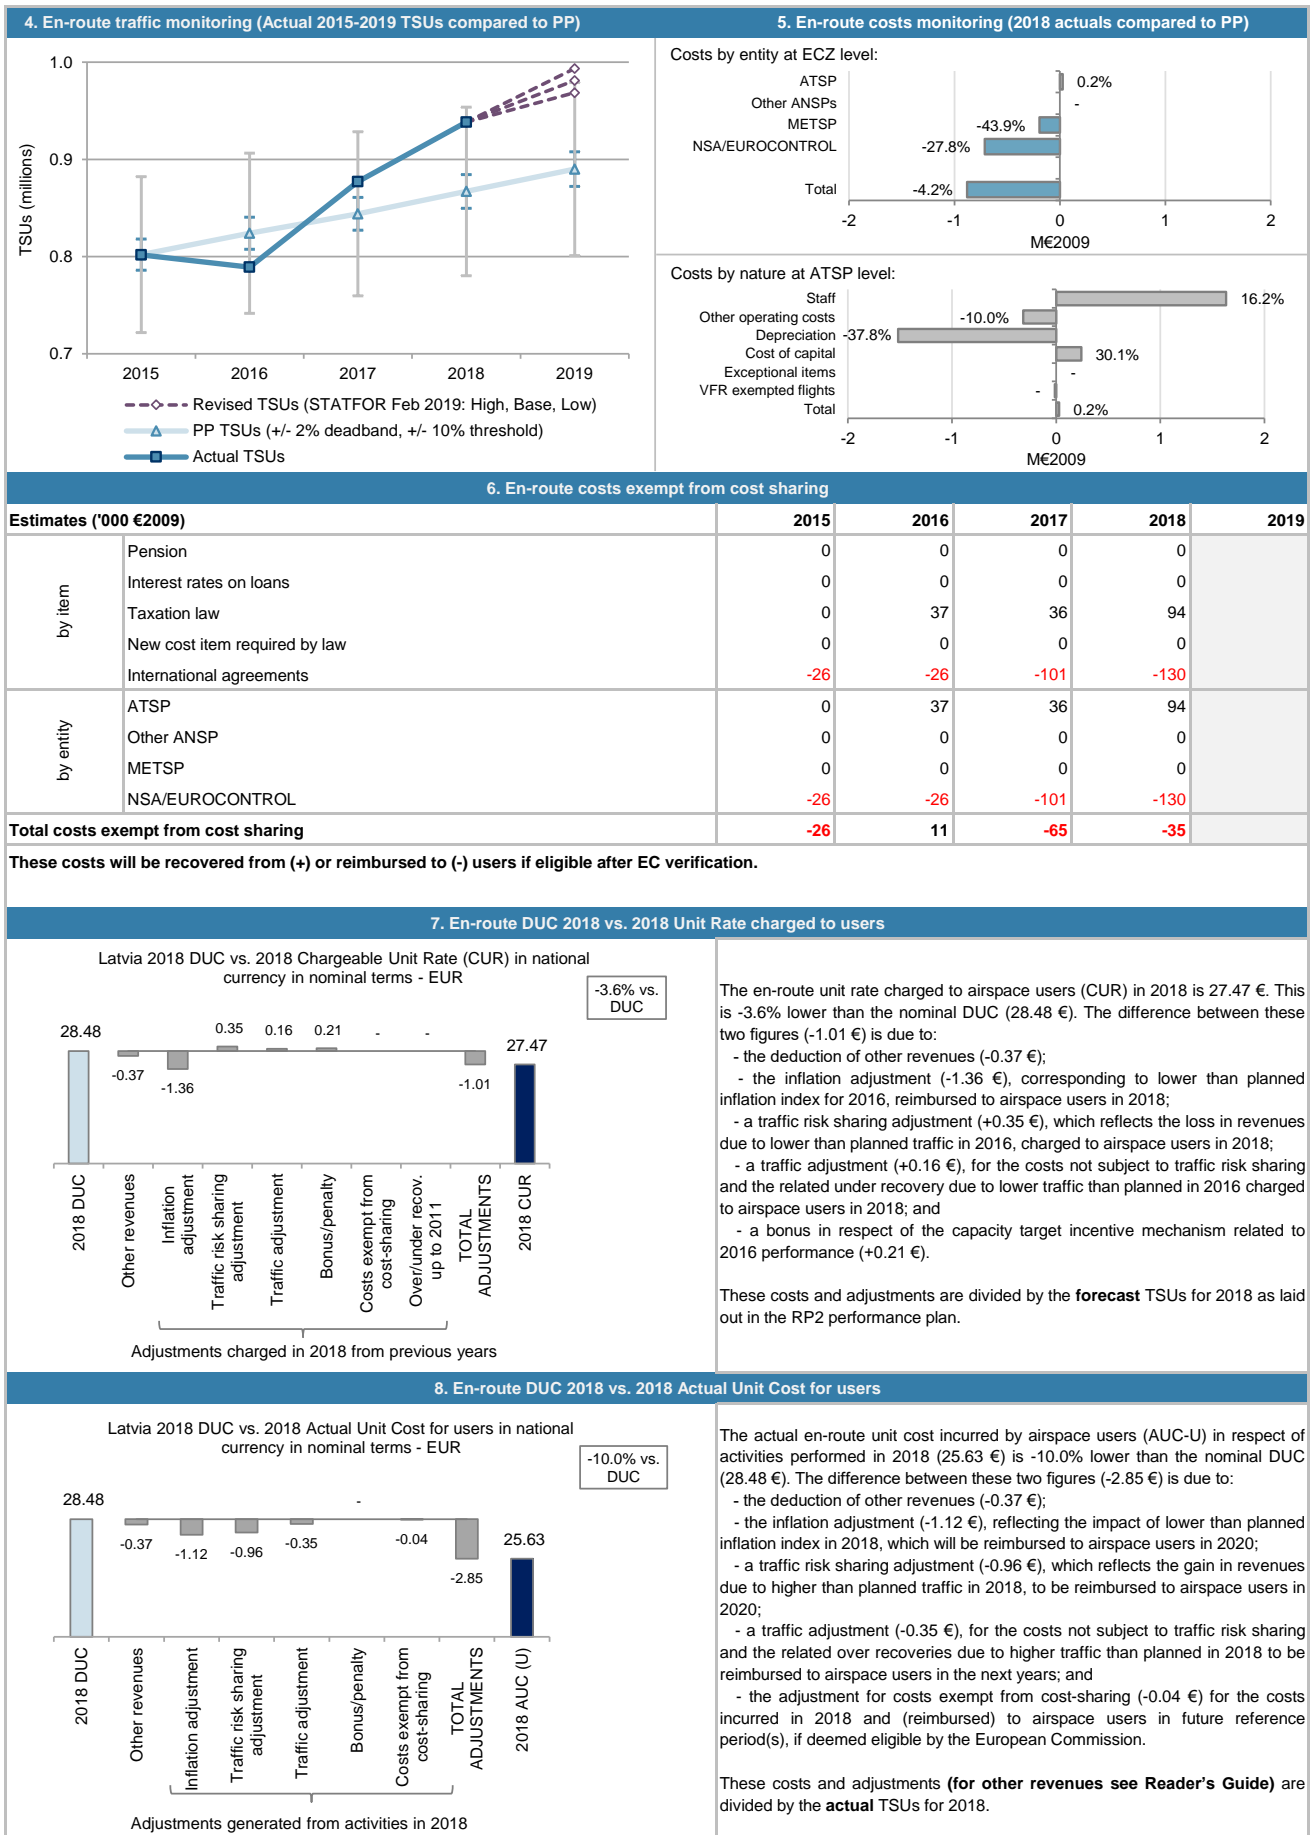 4. En-route traffic monitoring (Actual 2015-2019 TSUs compared to PP)
TSUs (millions)
1.0
0.9
0.8
0.7
2015 2016 2017 2018 2019
Revised TSUs (STATFOR Feb 2019: High, Base, Low)
PP TSUs (+/- 2% deadband, +/- 10% threshold)
Actual TSUs
5. En-route costs monitoring (2018 actuals compared to PP)
Costs by entity at ECZ level:
ATSP 0.2%
Other ANSPs -
METSP -43.9%
NSA/EUROCONTROL -27.8%
Total -4.2%
-2 -1 0 1 2
M€2009
Costs by nature at ATSP level:
Staff 16.2%
Other operating costs -10.0%
Depreciation -37.8%
Cost of capital 30.1%
Exceptional items -
VFR exempted flights -
Total 0.2%
-2 -1 0 1 2
M€2009
6. En-route costs exempt from cost sharing
Estimates ('000 €2009) 2015 2016 2017 2018 2019
by item
Pension 0 0 0 0
Interest rates on loans 0 0 0 0
Taxation law 0 37 36 94
New cost item required by law 0 0 0 0
International agreements -26 -26 -101 -130
by entity
ATSP 0 37 36 94
Other ANSP 0 0 0 0
METSP 0 0 0 0
NSA/EUROCONTROL -26 -26 -101 -130
Total costs exempt from cost sharing -26 11 -65 -35
These costs will be recovered from (+) or reimbursed to (-) users if eligible after EC verification.
7. En-route DUC 2018 vs. 2018 Unit Rate charged to users
Latvia 2018 DUC vs. 2018 Chargeable Unit Rate (CUR) in national
currency in nominal terms - EUR
-3.6% vs.
DUC
28.48
-0.37
-1.36
0.35
0.16
0.21
-
-
-1.01
27.47
2018 DUC
Other revenues
Inflation
adjustment
Traffic risk sharing
adjustment
Traffic adjustment
Bonus/penalty
Costs exempt from
cost-sharing
Over/under recov.
up to 2011
TOTAL
ADJUSTMENTS
2018 CUR
Adjustments charged in 2018 from previous years
The en-route unit rate charged to airspace users (CUR) in 2018 is 27.47 €. This
is -3.6% lower than the nominal DUC (28.48 €). The difference between these
two figures (-1.01 €) is due to:
- the deduction of other revenues (-0.37 €);
- the inflation adjustment (-1.36 €), corresponding to lower than planned
inflation index for 2016, reimbursed to airspace users in 2018;
- a traffic risk sharing adjustment (+0.35 €), which reflects the loss in revenues
due to lower than planned traffic in 2016, charged to airspace users in 2018;
- a traffic adjustment (+0.16 €), for the costs not subject to traffic risk sharing
and the related under recovery due to lower traffic than planned in 2016 charged
to airspace users in 2018; and
- a bonus in respect of the capacity target incentive mechanism related to
2016 performance (+0.21 €).
These costs and adjustments are divided by the forecast TSUs for 2018 as laid
out in the RP2 performance plan.
8. En-route DUC 2018 vs. 2018 Actual Unit Cost for users
Latvia 2018 DUC vs. 2018 Actual Unit Cost for users in national
currency in nominal terms - EUR
-10.0% vs.
DUC
28.48
-0.37
-1.12
-0.96
-0.35
-
-0.04
-2.85
25.63
2018 DUC
Other revenues
Inflation adjustment
Traffic risk sharing
adjustment
Traffic adjustment
Bonus/penalty
Costs exempt from
cost-sharing
TOTAL
ADJUSTMENTS
2018 AUC (U)
Adjustments generated from activities in 2018
The actual en-route unit cost incurred by airspace users (AUC-U) in respect of
activities performed in 2018 (25.63 €) is -10.0% lower than the nominal DUC
(28.48 €). The difference between these two figures (-2.85 €) is due to:
- the deduction of other revenues (-0.37 €);
- the inflation adjustment (-1.12 €), reflecting the impact of lower than planned
inflation index in 2018, which will be reimbursed to airspace users in 2020;
- a traffic risk sharing adjustment (-0.96 €), which reflects the gain in revenues
due to higher than planned traffic in 2018, to be reimbursed to airspace users in
2020;
- a traffic adjustment (-0.35 €), for the costs not subject to traffic risk sharing
and the related over recoveries due to higher traffic than planned in 2018 to be
reimbursed to airspace users in the next years; and
- the adjustment for costs exempt from cost-sharing (-0.04 €) for the costs
incurred in 2018 and (reimbursed) to airspace users in future reference
period(s), if deemed eligible by the European Commission.
These costs and adjustments (for other revenues see Reader's Guide) are
divided by the actual TSUs for 2018.